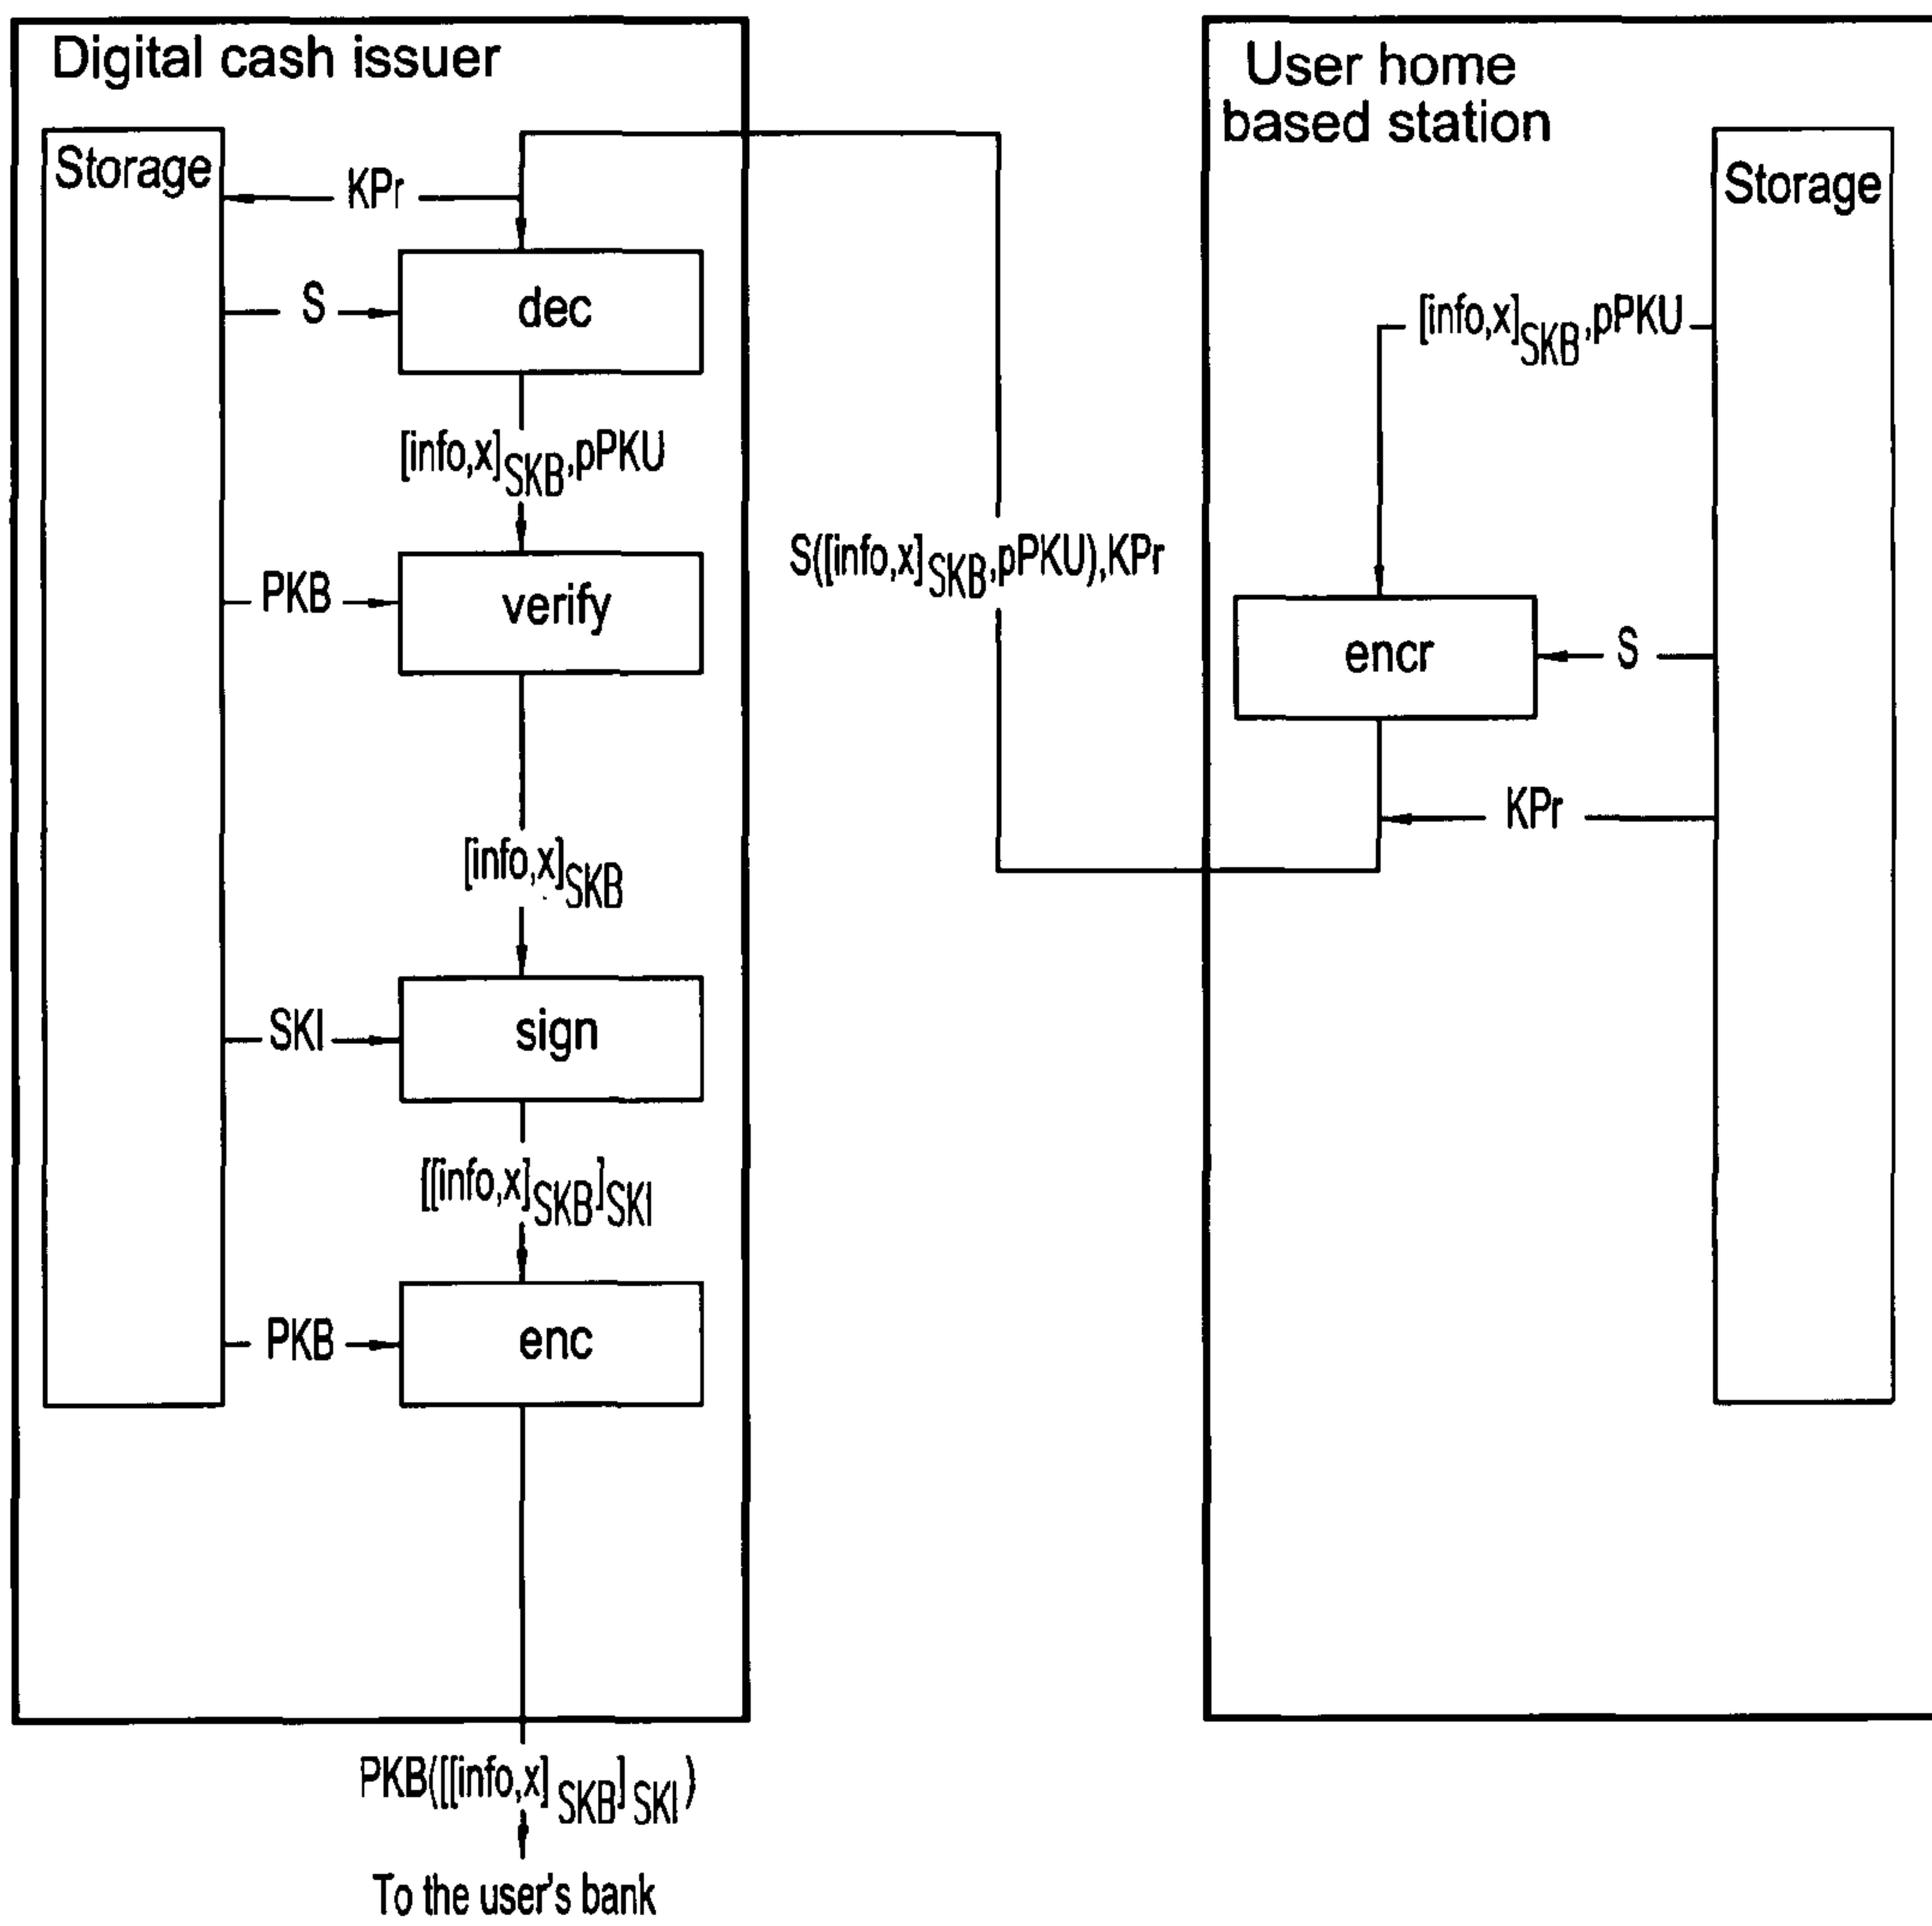 Digital cash issuer
Storage
KPr
S
dec
[info,x]SKB,pPKU
PKB
verify
[info,x]SKB
SKI
sign
[[info,x]SKB]SKI
PKB
enc
PKB([[info,x]SKB]SKI)
To the user's bank
S([info,x]SKB,pPKU),KPr
User home
based station
Storage
[info,x]SKB,pPKU
encr
S
KPr